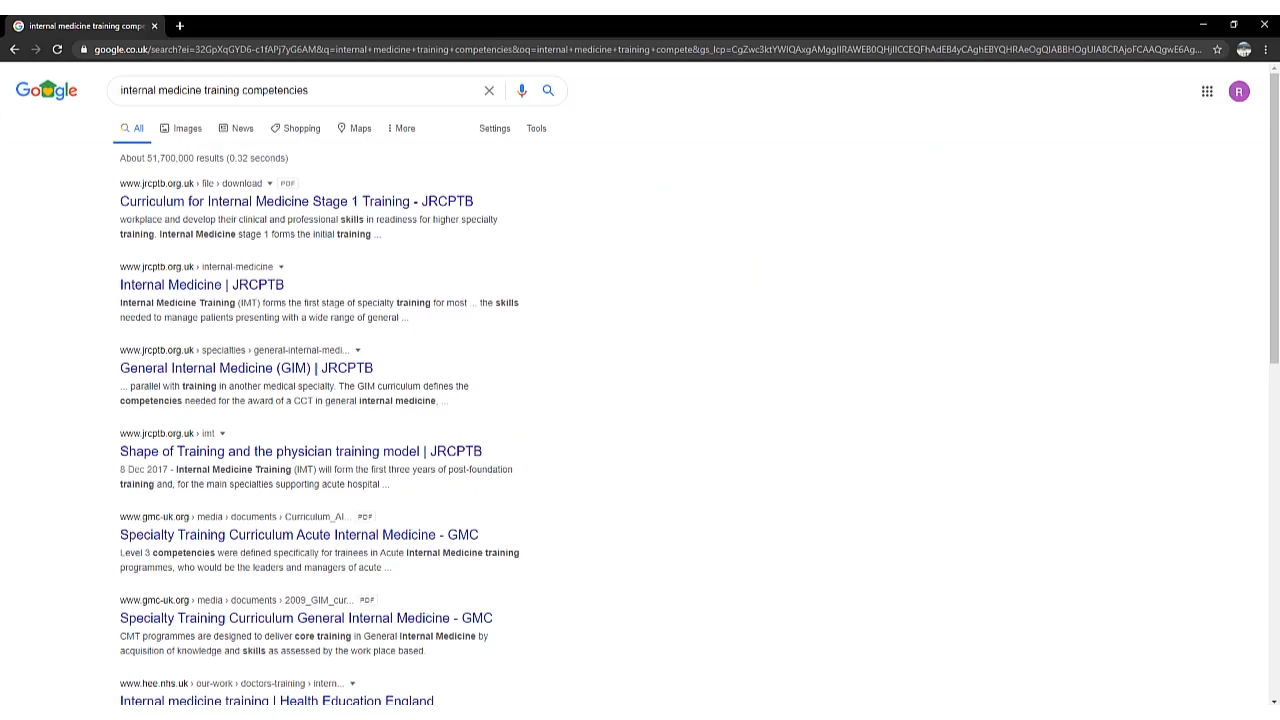 internal medicine training compe
google.co.uk/search?ei=32GpXqGYD6-c1fAPj7yG6AM&q=internal+medicine+training+competencies&oq=internal+medicine+training+compete&gs_lcp=CgZwc3ktYWIQAxgAMggIIRAWEB0QHjIICCEQFhAdEB4yCAghEBYQHRAeOgQIABBHOgUIABCRAjoFCAAQgwE6Ag...
Google
internal medicine training competencies
R
All Images News Shopping Maps More Settings Tools
About 51,700,000 results (0.32 seconds)
www.jrcptb.org.uk › file › download PDF
Curriculum for Internal Medicine Stage 1 Training - JRCPTB
workplace and develop their clinical and professional skills in readiness for higher specialty
training. Internal Medicine stage 1 forms the initial training ...
www.jrcptb.org.uk › internal-medicine
Internal Medicine | JRCPTB
Internal Medicine Training (IMT) forms the first stage of specialty training for most ... the skills
needed to manage patients presenting with a wide range of general ...
www.jrcptb.org.uk › specialties › general-internal-medi...
General Internal Medicine (GIM) | JRCPTB
... parallel with training in another medical specialty. The GIM curriculum defines the
competencies needed for the award of a CCT in general internal medicine, ...
www.jrcptb.org.uk › imt
Shape of Training and the physician training model | JRCPTB
8 Dec 2017 - Internal Medicine Training (IMT) will form the first three years of post-foundation
training and, for the main specialties supporting acute hospital ...
www.gmc-uk.org › media › documents › Curriculum_AI... PDF
Specialty Training Curriculum Acute Internal Medicine - GMC
Level 3 competencies were defined specifically for trainees in Acute Internal Medicine training
programmes, who would be the leaders and managers of acute ...
www.gmc-uk.org › media › documents › 2009_GIM_cur... PDF
Specialty Training Curriculum General Internal Medicine - GMC
CMT programmes are designed to deliver core training in General Internal Medicine by
acquisition of knowledge and skills as assessed by the work place based.
www.hee.nhs.uk › our-work › doctors-training › intern...
Internal medicine training | Health Education England